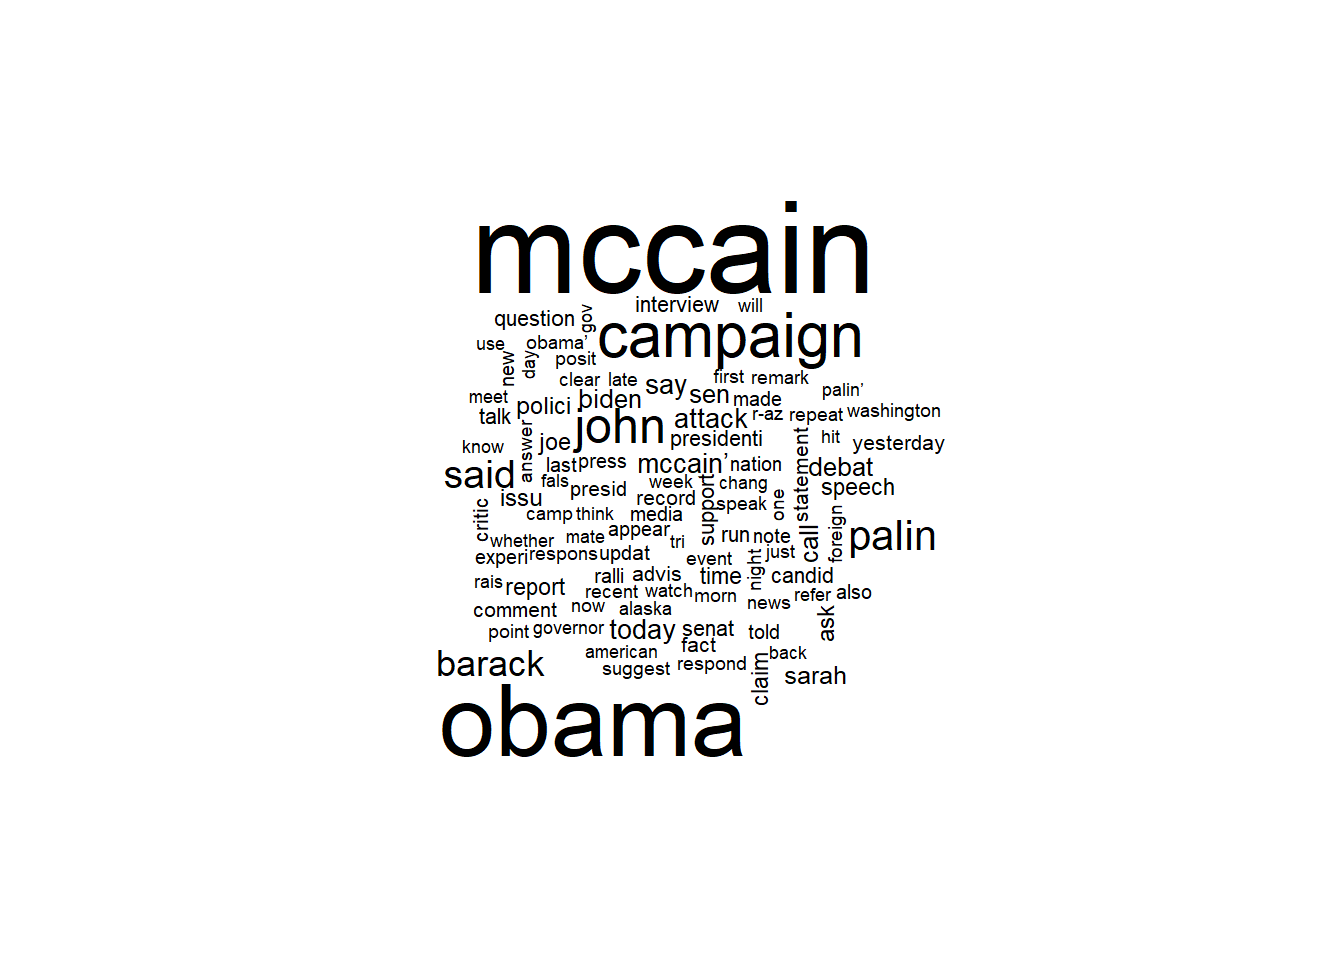 mccain
interview will
question gov campaign
use new day obama’ posit
clear late say sen first remark palin’
meet talk polici biden made
john attack r-az repeat washington
know answer joe presidenti hit yesterday
said last press mccain’ nation statement debat
fals issu presid week record support chang speak one speech
critic camp think media
whether mate appear tri run note call foreign palin
experi respons updat event night just
rais report ralli advis time candid
recent watch morn news refer also
comment now alaska
point governor today senat told ask
american fact claim back
barack suggest respond sarah
obama